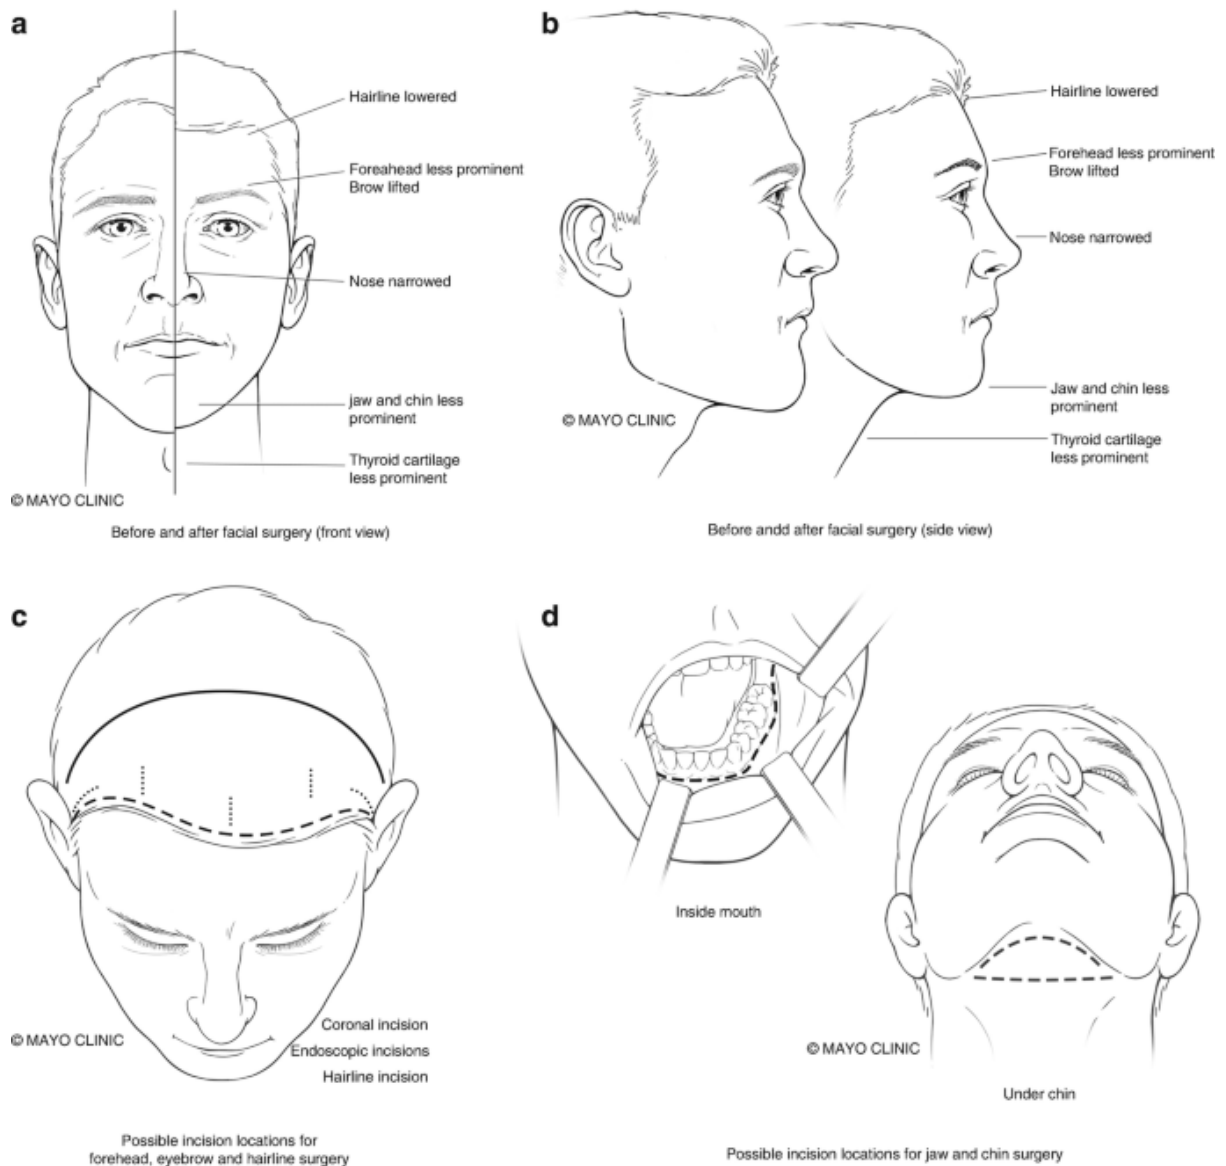 a
Hairline lowered
Foreahead less prominent
Brow lifted
Nose narrowed
jaw and chin less
prominent
Thyroid cartilage
less prominent
© MAYO CLINIC
Before and after facial surgery (front view)
b
Hairline lowered
Forehead less prominent
Brow lifted
Nose narrowed
Jaw and chin less
prominent
© MAYO CLINIC
Thyroid cartilage
less prominent
Before andd after facial surgery (side view)
c
© MAYO CLINIC
Coronal incision
Endoscopic incisions
Hairline incision
Possible incision locations for
forehead, eyebrow and hairline surgery
d
Inside mouth
© MAYO CLINIC
Under chin
Possible incision locations for jaw and chin surgery